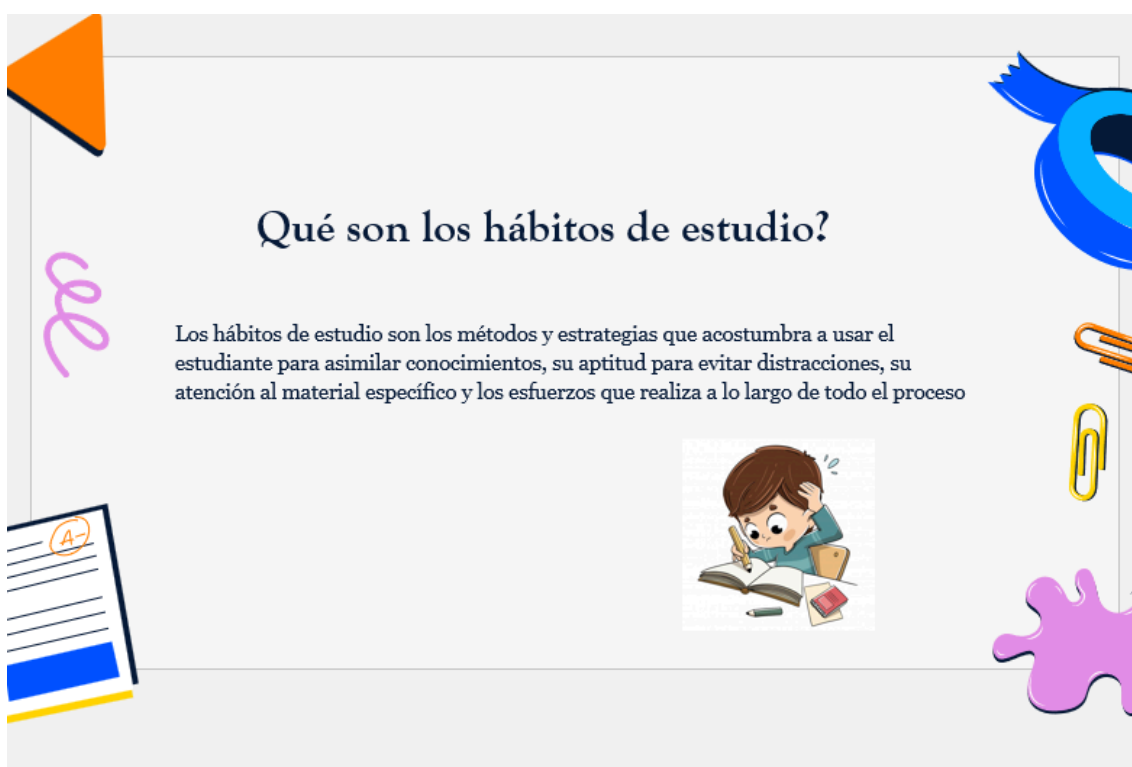 Qué son los hábitos de estudio?
Los hábitos de estudio son los métodos y estrategias que acostumbra a usar el
estudiante para asimilar conocimientos, su aptitud para evitar distracciones, su
atención al material específico y los esfuerzos que realiza a lo largo de todo el proceso
A-